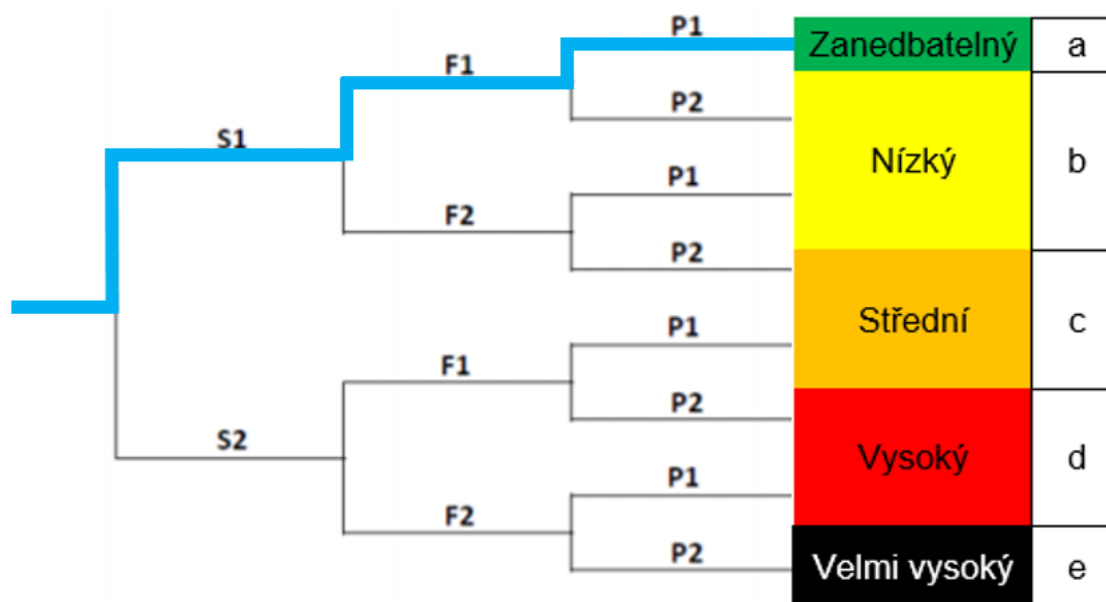 P1
Zanedbatelný a
F1
P2
S1
Nízký b
P1
F2
P2
Střední c
P1
F1
P2
S2
Vysoký d
P1
F2
P2
Velmi vysoký e